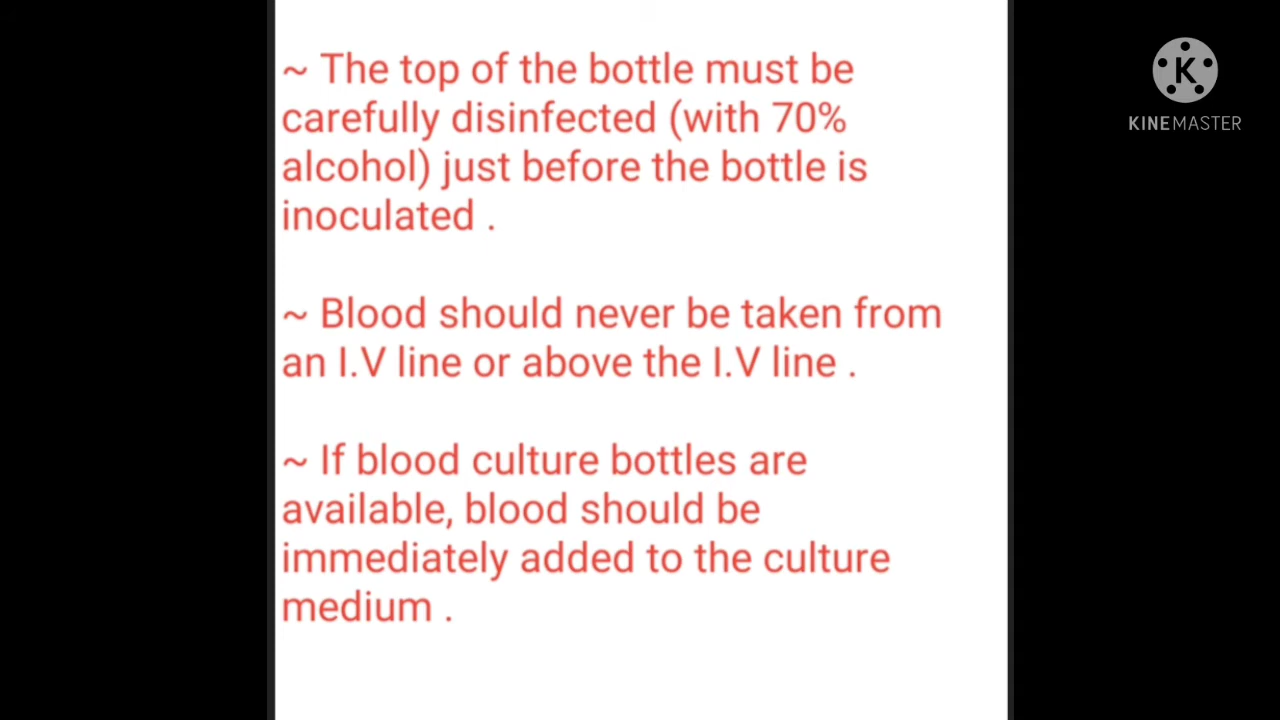 ~ The top of the bottle must be
carefully disinfected (with 70%
alcohol) just before the bottle is
inoculated .
~ Blood should never be taken from
an I.V line or above the I.V line .
~ If blood culture bottles are
available, blood should be
immediately added to the culture
medium .
K
KINEMASTER